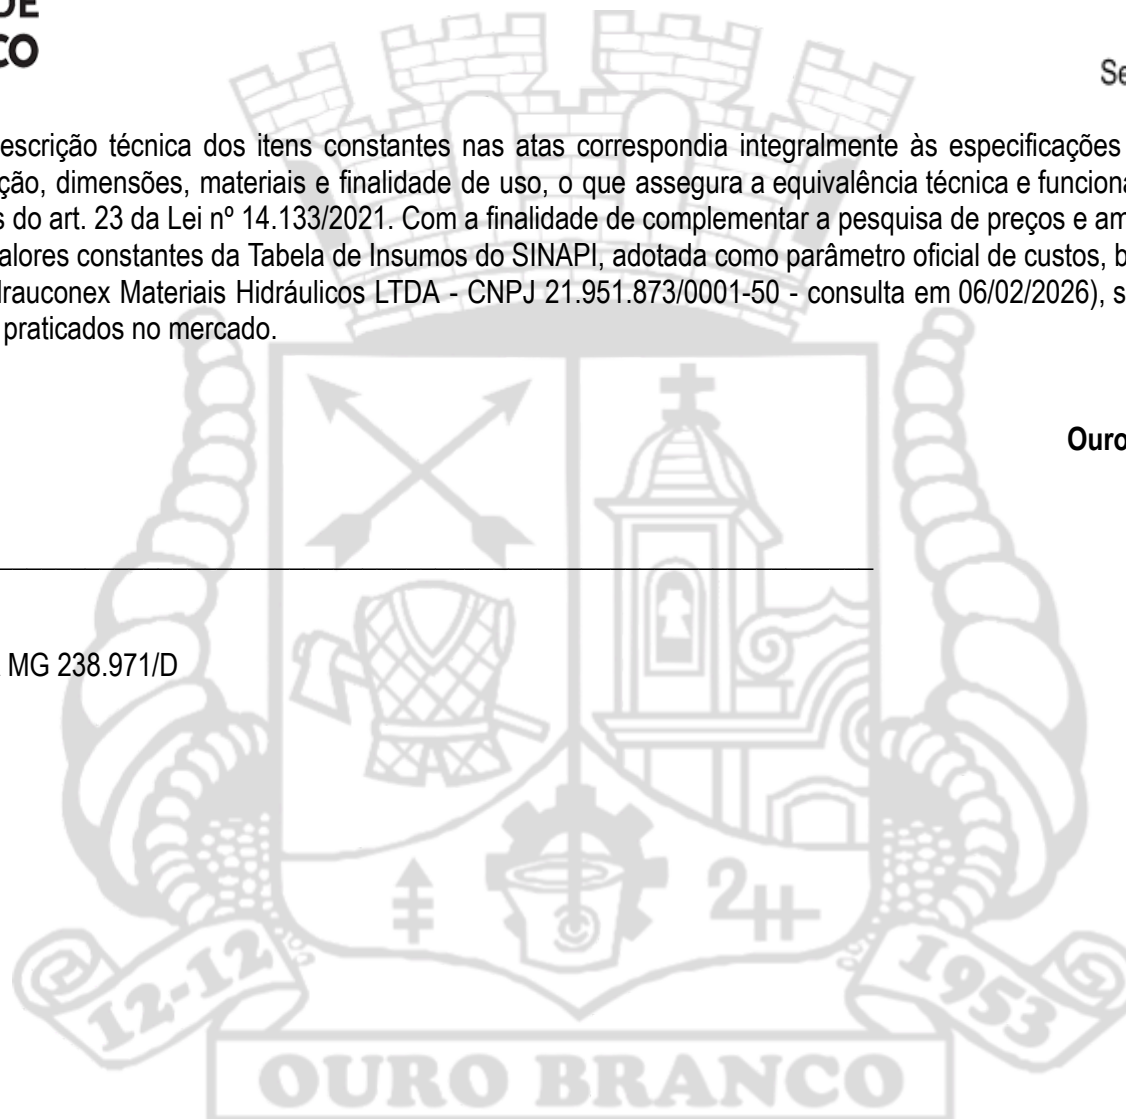 DE
CO
Se
escrição técnica dos itens constantes nas atas correspondia integralmente às especificações
ção, dimensões, materiais e finalidade de uso, o que assegura a equivalência técnica e funciona
s do art. 23 da Lei nº 14.133/2021. Com a finalidade de complementar a pesquisa de preços e am
alores constantes da Tabela de Insumos do SINAPI, adotada como parâmetro oficial de custos, b
drauconex Materiais Hidráulicos LTDA - CNPJ 21.951.873/0001-50 - consulta em 06/02/2026), s
praticados no mercado.
Ouro
MG 238.971/D
12-12
1953
OURO BRANCO